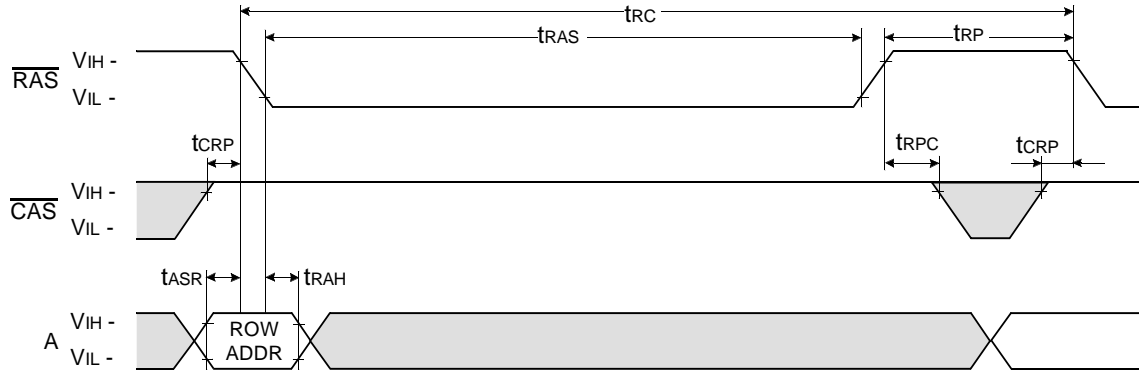 tRC
tRAS
tRP
RAS
VIH -
VIL -
tCRP
tRPC
tCRP
CAS
VIH -
VIL -
tASR
tRAH
A
VIH -
VIL -
ROW
ADDR